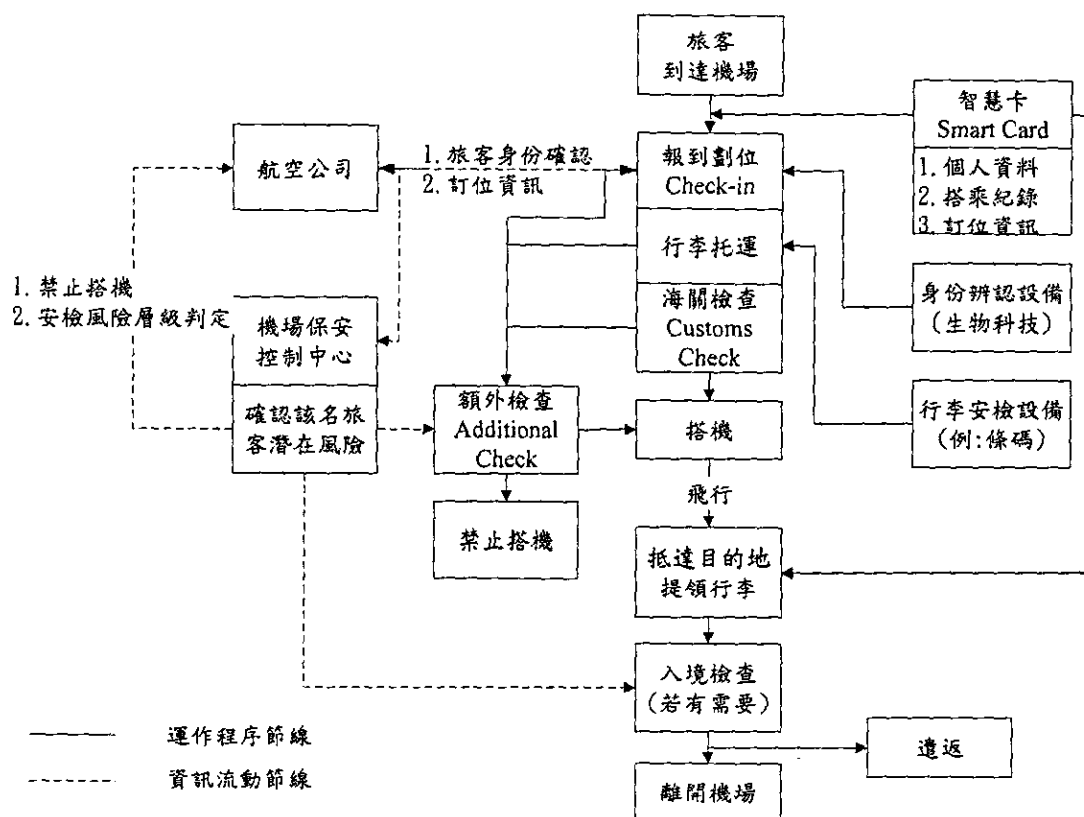 旅客
到達機場
智慧卡
Smart Card
1. 個人資料
2. 搭乘紀錄
3. 訂位資訊
航空公司
1. 旅客身份確認
2. 訂位資訊
報到劃位
Check-in
行李托運
海關檢查
Customs
Check
身份辨認設備
(生物科技)
1. 禁止搭機
2. 安檢風險層級判定
機場保安
控制中心
確認該名旅
客潛在風險
額外檢查
Additional
Check
搭機
行李安檢設備
(例:條碼)
飛行
禁止搭機
抵達目的地
提領行李
入境檢查
(若有需要)
運作程序節線
遣返
資訊流動節線
離開機場